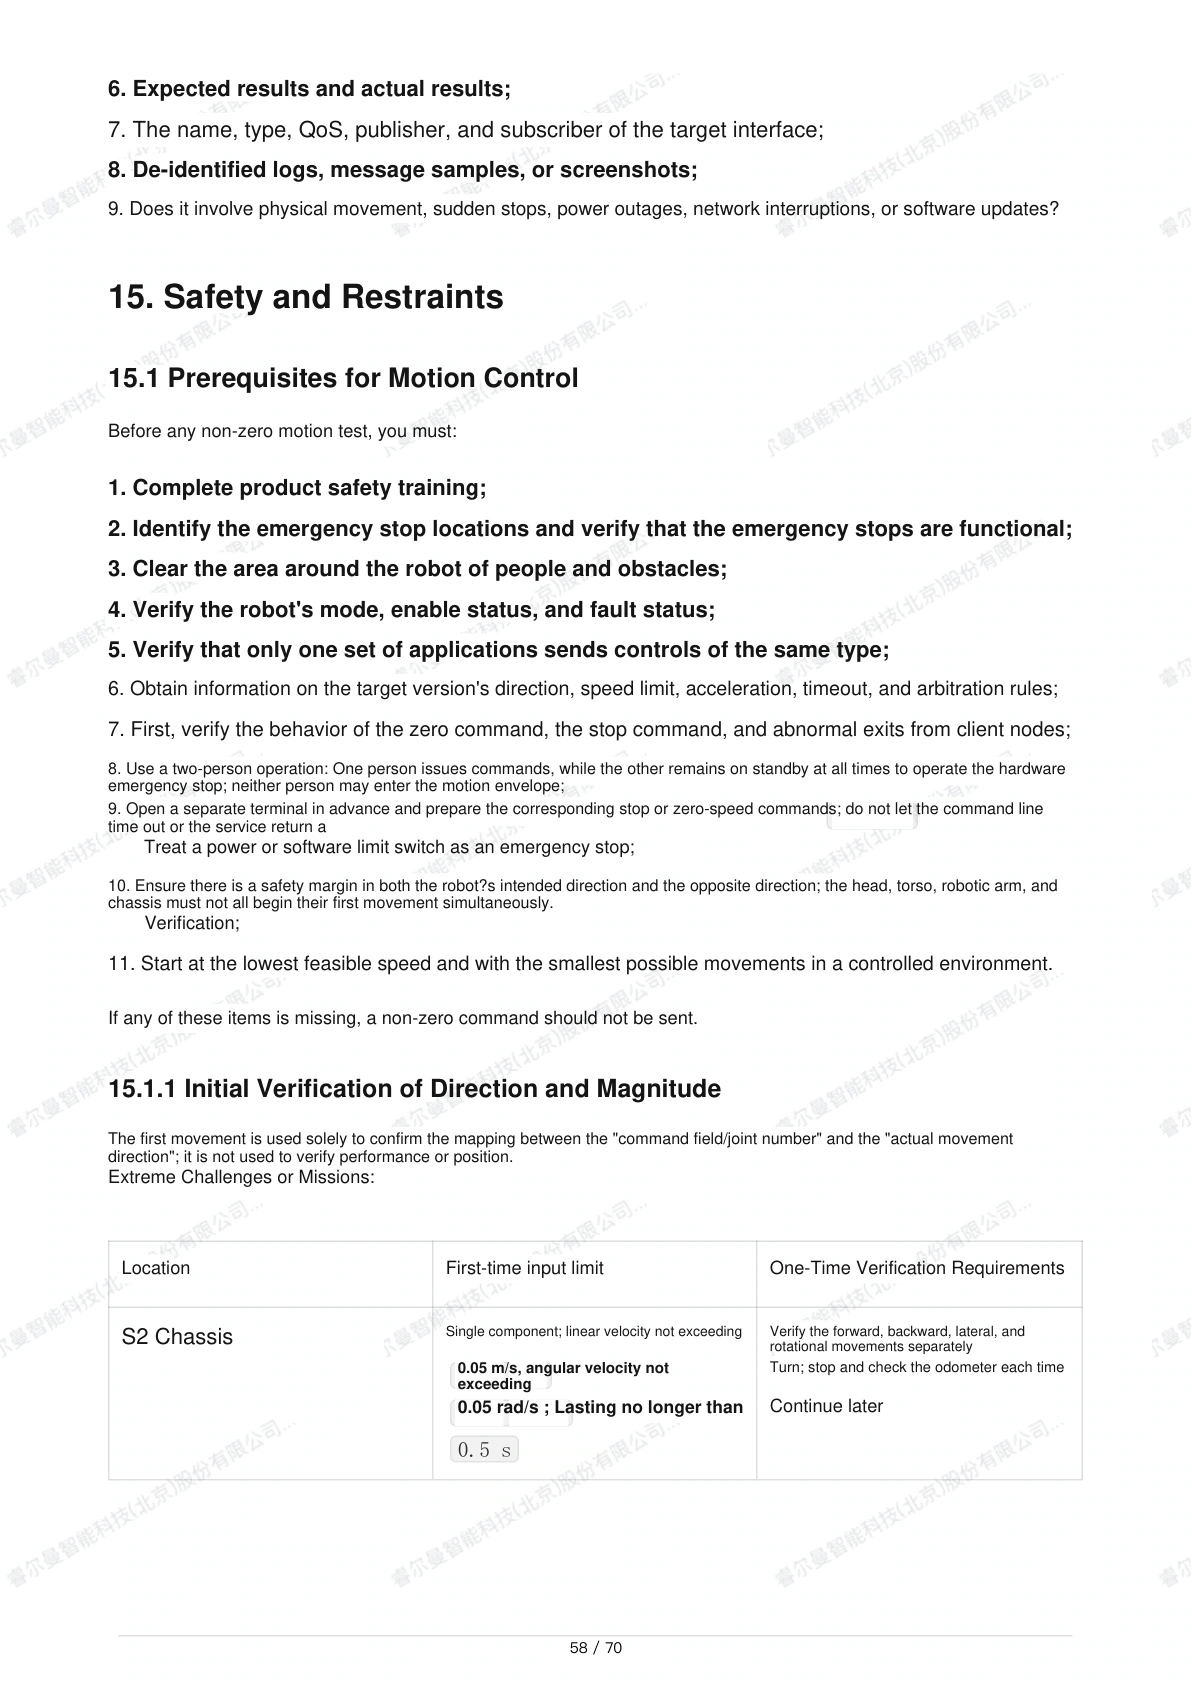 6. Expected results and actual results;
7. The name, type, QoS, publisher, and subscriber of the target interface;
8. De-identified logs, message samples, or screenshots;
9. Does it involve physical movement, sudden stops, power outages, network interruptions, or software updates?
15. Safety and Restraints
15.1 Prerequisites for Motion Control
Before any non-zero motion test, you must:
1. Complete product safety training;
2. Identify the emergency stop locations and verify that the emergency stops are functional;
3. Clear the area around the robot of people and obstacles;
4. Verify the robot's mode, enable status, and fault status;
5. Verify that only one set of applications sends controls of the same type;
6. Obtain information on the target version's direction, speed limit, acceleration, timeout, and arbitration rules;
7. First, verify the behavior of the zero command, the stop command, and abnormal exits from client nodes;
8. Use a two-person operation: One person issues commands, while the other remains on standby at all times to operate the hardware
emergency stop; neither person may enter the motion envelope;
9. Open a separate terminal in advance and prepare the corresponding stop or zero-speed commands; do not let the command line
time out or the service return a
Treat a power or software limit switch as an emergency stop;
10. Ensure there is a safety margin in both the robot?s intended direction and the opposite direction; the head, torso, robotic arm, and
chassis must not all begin their first movement simultaneously.
Verification;
11. Start at the lowest feasible speed and with the smallest possible movements in a controlled environment.
If any of these items is missing, a non-zero command should not be sent.
15.1.1 Initial Verification of Direction and Magnitude
The first movement is used solely to confirm the mapping between the "command field/joint number" and the "actual movement
direction"; it is not used to verify performance or position.
Extreme Challenges or Missions:
Location
First-time input limit
One-Time Verification Requirements
S2 Chassis
Single component; linear velocity not exceeding
0.05 m/s, angular velocity not
exceeding
0.05 rad/s ; Lasting no longer than
0.5 s
Verify the forward, backward, lateral, and
rotational movements separately
Turn; stop and check the odometer each time
Continue later
58 / 70
睿尔曼智能科技(北京)股份有限公司...